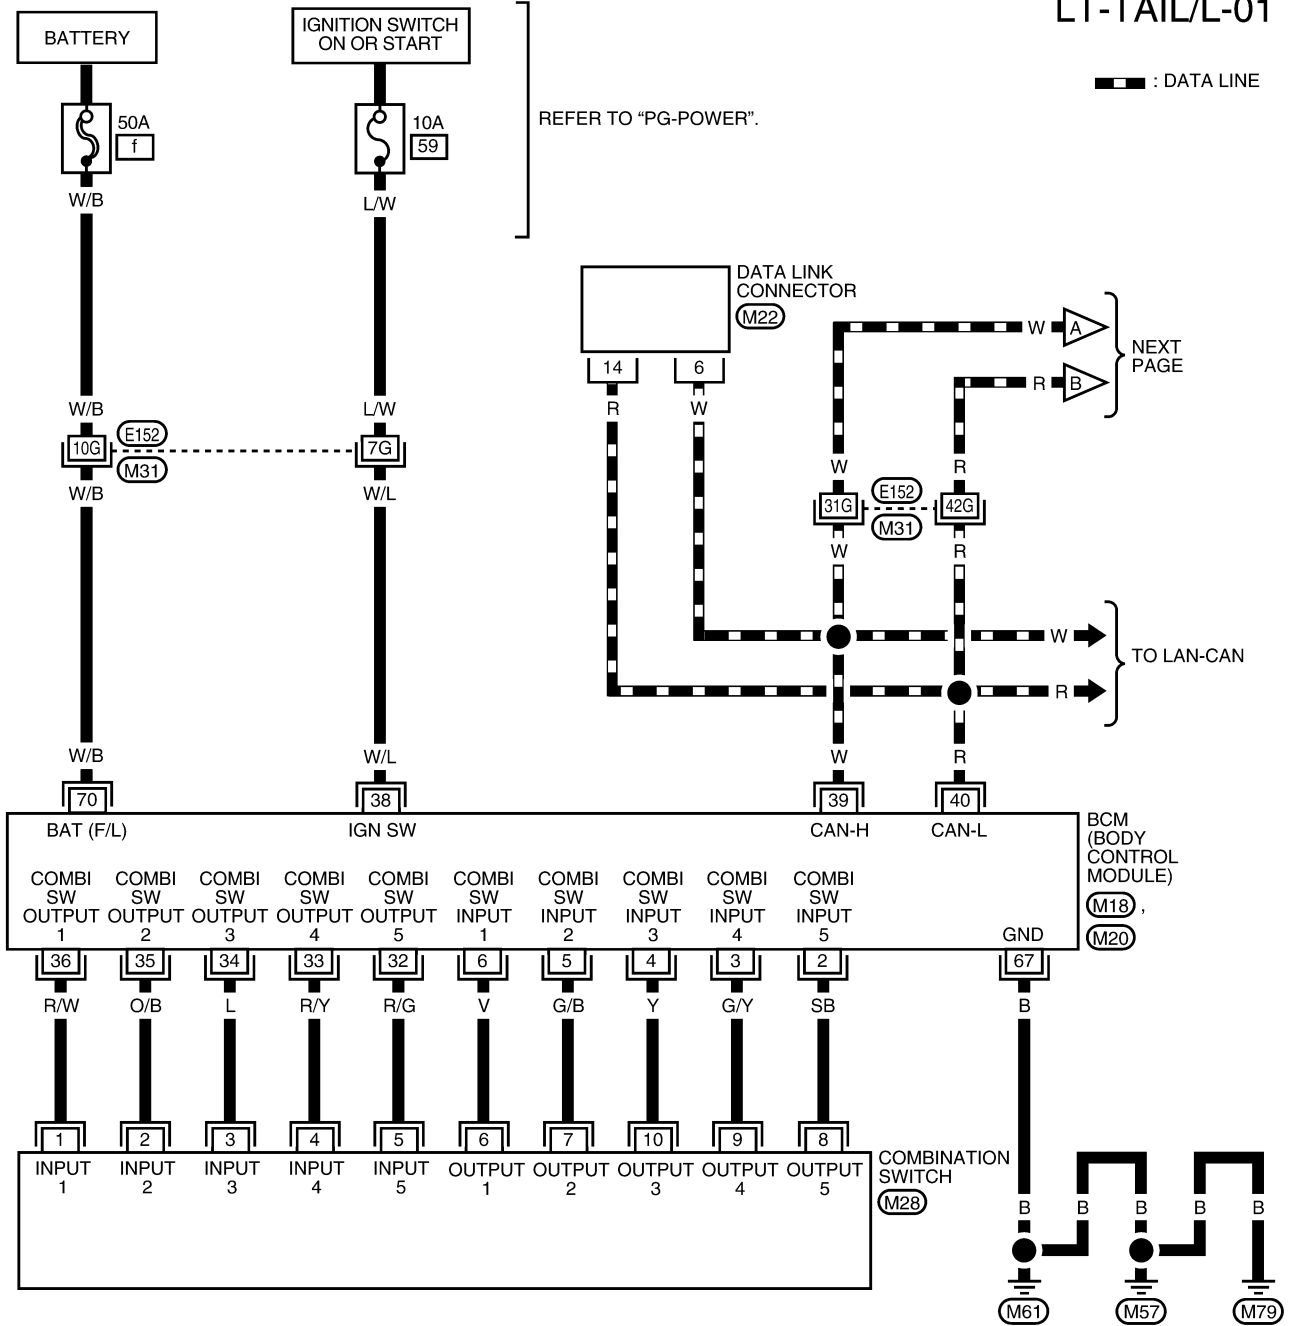 LT-TAIL/L-01
BATTERY
IGNITION SWITCH
ON OR START
: DATA LINE
50A
f
10A
59
REFER TO “PG-POWER”.
W/B
L/W
DATA LINK
CONNECTOR
M22
14
6
R
W
W
A
R
B
NEXT
PAGE
W/B
L/W
10G
E152
M31
7G
W/B
W/L
W
R
31G
E152
M31
42G
W
R
W
R
TO LAN-CAN
W/B
W/L
W
R
70
38
39
40
BAT (F/L)
IGN SW
CAN-H
CAN-L
BCM
(BODY
CONTROL
MODULE)
M18 ,
M20
COMBI
SW
OUTPUT
1
COMBI
SW
OUTPUT
2
COMBI
SW
OUTPUT
3
COMBI
SW
OUTPUT
4
COMBI
SW
OUTPUT
5
COMBI
SW
INPUT
1
COMBI
SW
INPUT
2
COMBI
SW
INPUT
3
COMBI
SW
INPUT
4
COMBI
SW
INPUT
5
GND
36
35
34
33
32
6
5
4
3
2
67
R/W
O/B
L
R/Y
R/G
V
G/B
Y
G/Y
SB
B
1
2
3
4
5
6
7
10
9
8
INPUT
1
INPUT
2
INPUT
3
INPUT
4
INPUT
5
OUTPUT
1
OUTPUT
2
OUTPUT
3
OUTPUT
4
OUTPUT
5
COMBINATION
SWITCH
M28
B
B
B
B
B
M61
M57
M79